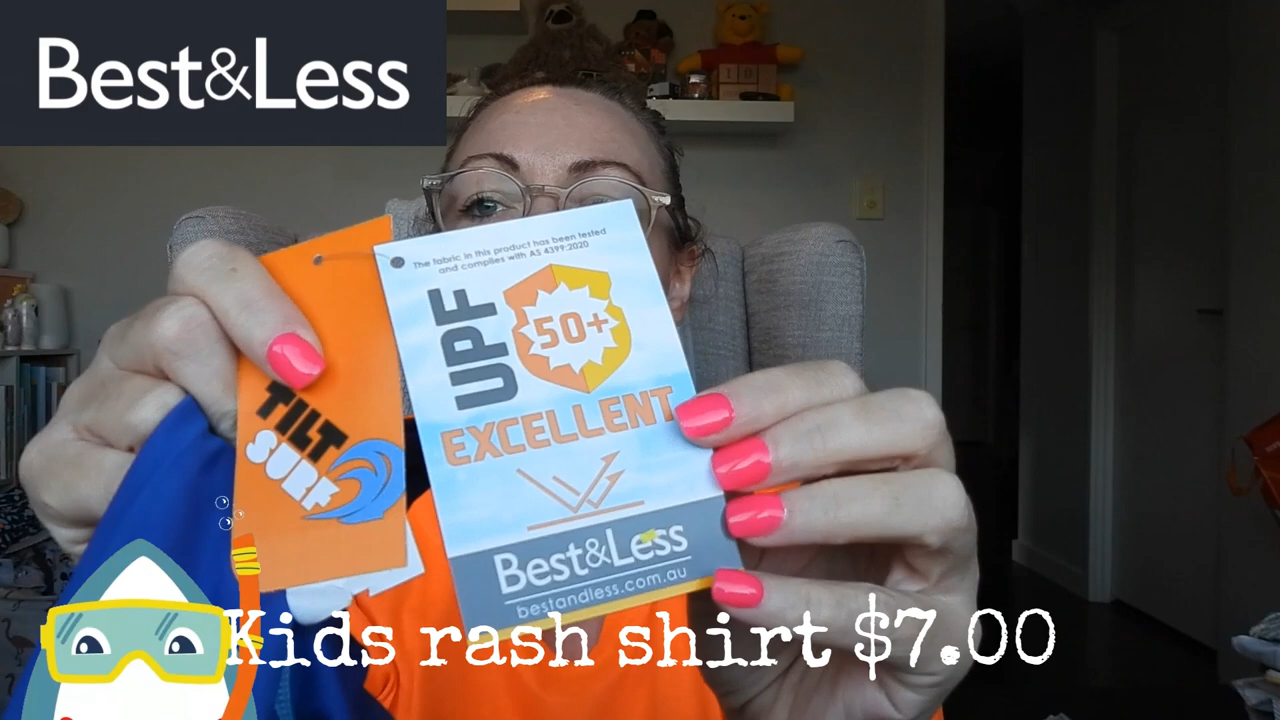 Best&Less
The fabric in this product has been tested
and complies with AS 4399:2020
UPF
50+
EXCELLENT
TILT
SURF
Best&Less
bestandless.com.au
Kids rash shirt $7.00
10